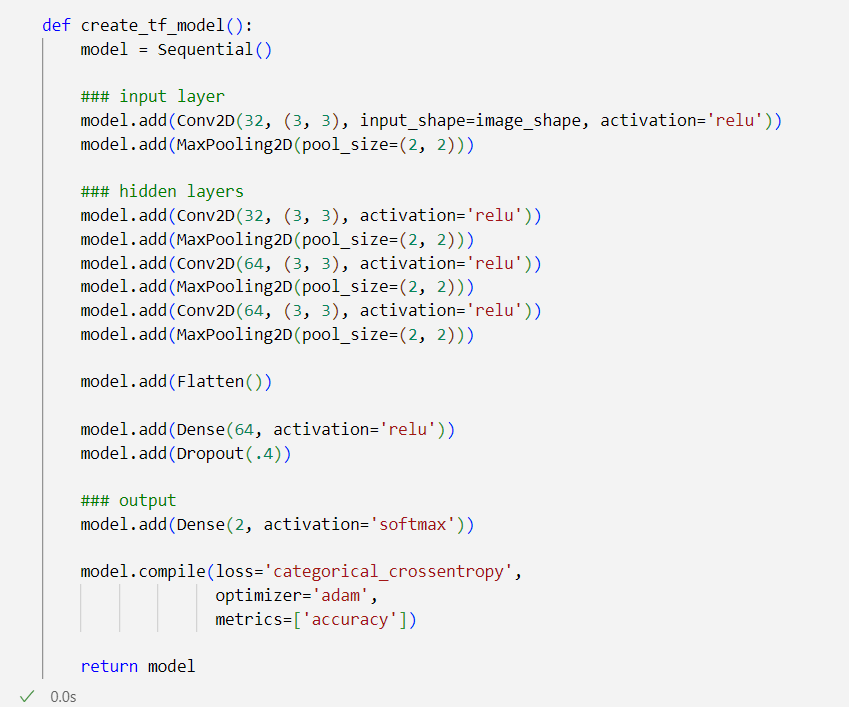 def create_tf_model():
    model = Sequential()

    ### input layer
    model.add(Conv2D(32, (3, 3), input_shape=image_shape, activation='relu'))
    model.add(MaxPooling2D(pool_size=(2, 2)))

    ### hidden layers
    model.add(Conv2D(32, (3, 3), activation='relu'))
    model.add(MaxPooling2D(pool_size=(2, 2)))
    model.add(Conv2D(64, (3, 3), activation='relu'))
    model.add(MaxPooling2D(pool_size=(2, 2)))
    model.add(Conv2D(64, (3, 3), activation='relu'))
    model.add(MaxPooling2D(pool_size=(2, 2)))

    model.add(Flatten())

    model.add(Dense(64, activation='relu'))
    model.add(Dropout(.4))

    ### output
    model.add(Dense(2, activation='softmax'))

    model.compile(loss='categorical_crossentropy',
                  optimizer='adam',
                  metrics=['accuracy'])

    return model
0.0s